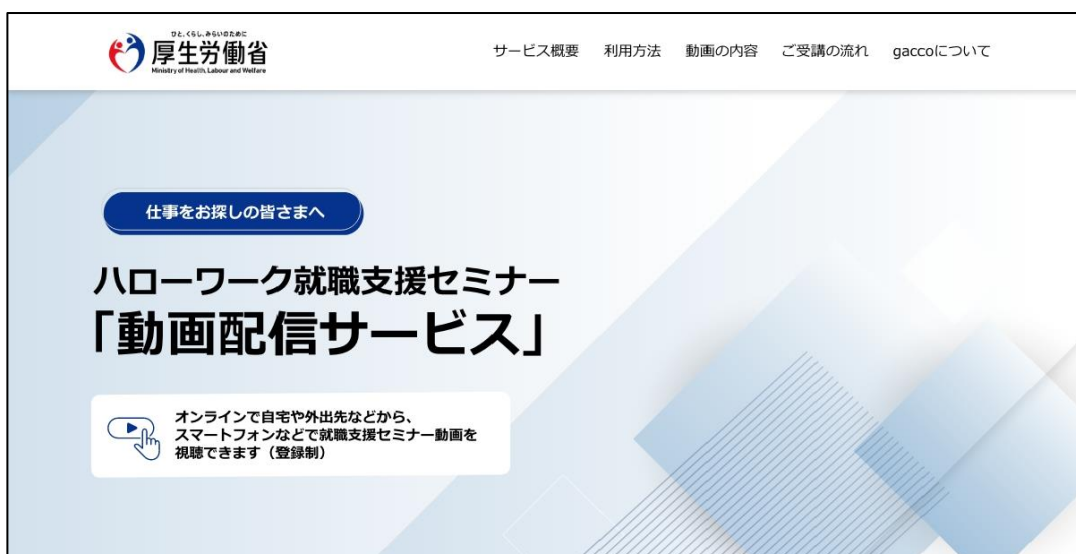 ひと、くらし、みらいのために
厚生労働省
Ministry of Health, Labour and Welfare
サービス概要 利用方法 動画の内容 ご受講の流れ gaccoについて
仕事をお探しの皆さまへ
ハローワーク就職支援セミナー
「動画配信サービス」
オンラインで自宅や外出先などから、
スマートフォンなどで就職支援セミナー動画を
視聴できます（登録制）